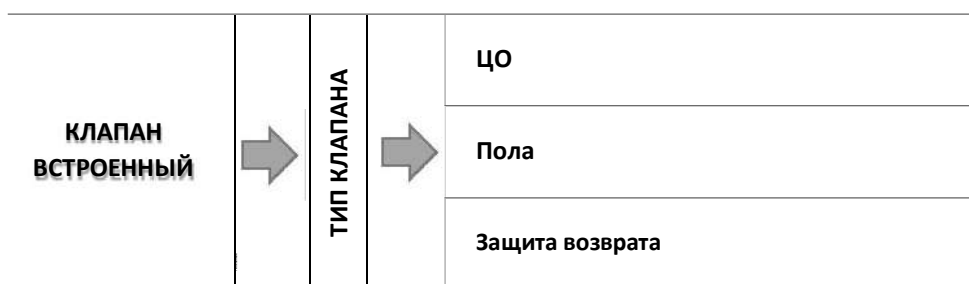 КЛАПАН
ВСТРОЕННЫЙ
ТИП КЛАПАНА
ЦО
Пола
Защита возврата